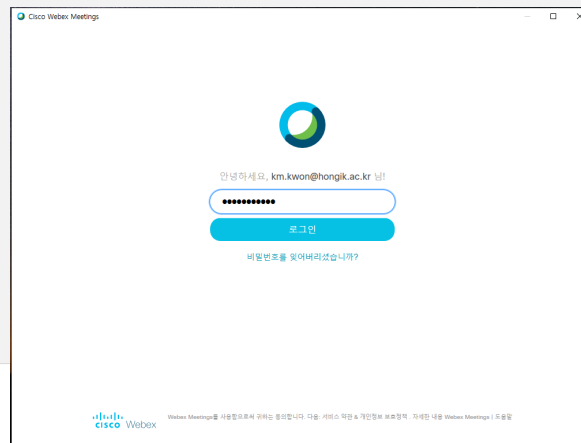 Cisco Webex Meetings
안녕하세요, km.kwon@hongik.ac.kr 님!
●●●●●●●●●●●
로그인
비밀번호를 잊어버리셨습니까?
CISCO Webex
Webex Meetings를 사용함으로써 귀하는 동의합니다. 다음: 서비스 약관 & 개인정보 보호정책 . 자세한 내용 Webex Meetings | 도움말